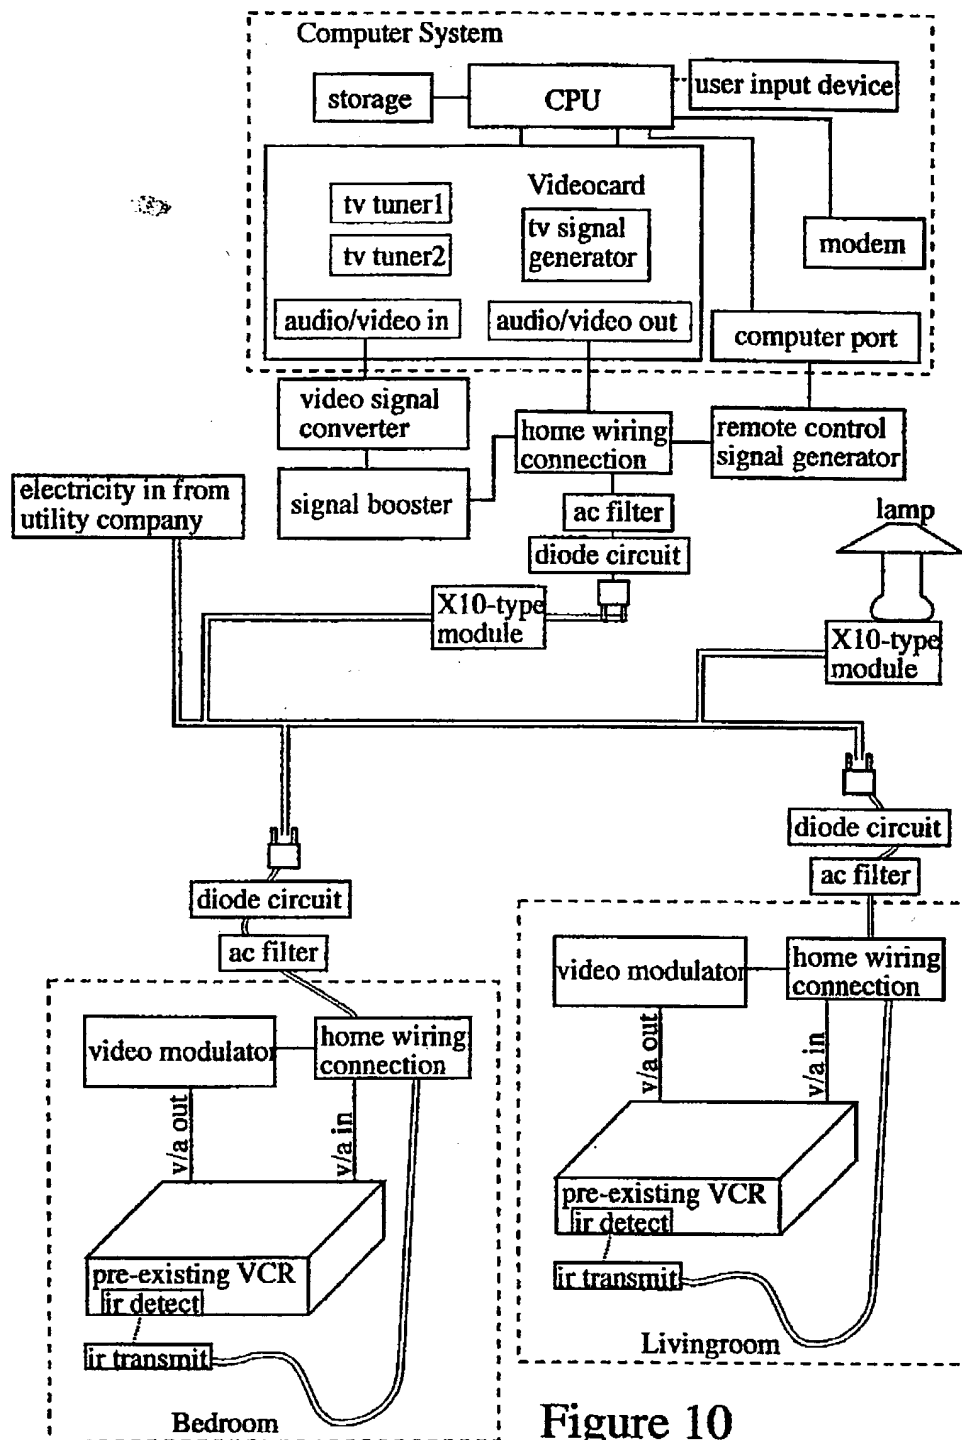 Computer System
storage
CPU
user input device
Videocard
tv tuner1
tv signal
generator
tv tuner2
modem
audio/video in
audio/video out
computer port
video signal
converter
home wiring
connection
remote control
signal generator
electricity in from
utility company
signal booster
ac filter
lamp
diode circuit
X10-type
module
X10-type
module
diode circuit
ac filter
diode circuit
ac filter
video modulator
home wiring
connection
v/a out
v/a in
pre-existing VCR
ir detect
ir transmit
Livingroom
video modulator
home wiring
connection
v/a out
v/a in
pre-existing VCR
ir detect
ir transmit
Bedroom
Figure 10